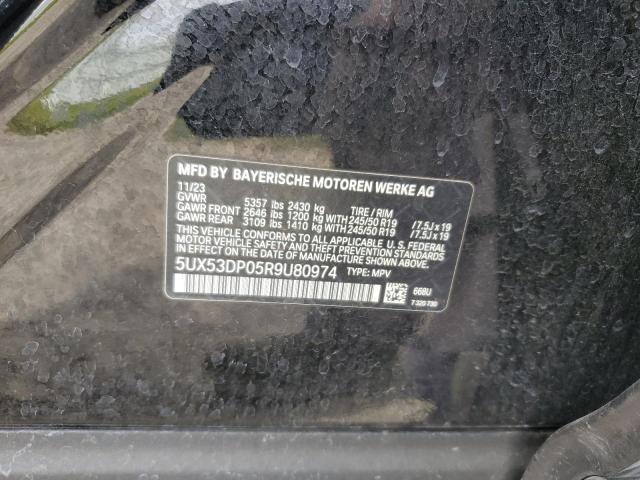 MFD BY BAYERISCHE MOTOREN WERKE AG
11/23
GVWR 5357 lbs 2430 kg TIRE / RIM
GAWR FRONT 2646 lbs 1200 kg WITH 245/50 R19 /7.5J x 19
GAWR REAR 3109 lbs 1410 kg WITH 245/50 R19 /7.5J x 19
THIS VEHICLE CONFORMS TO ALL APPLICABLE U.S. FEDERAL
MOTOR VEHICLE SAFETY AND THEFT PREVENTION STANDARDS
IN EFFECT ON THE DATE OF MANUFACTURE SHOWN ABOVE.
5UX53DP05R9U80974 TYPE: MPV
668U
7 320 730